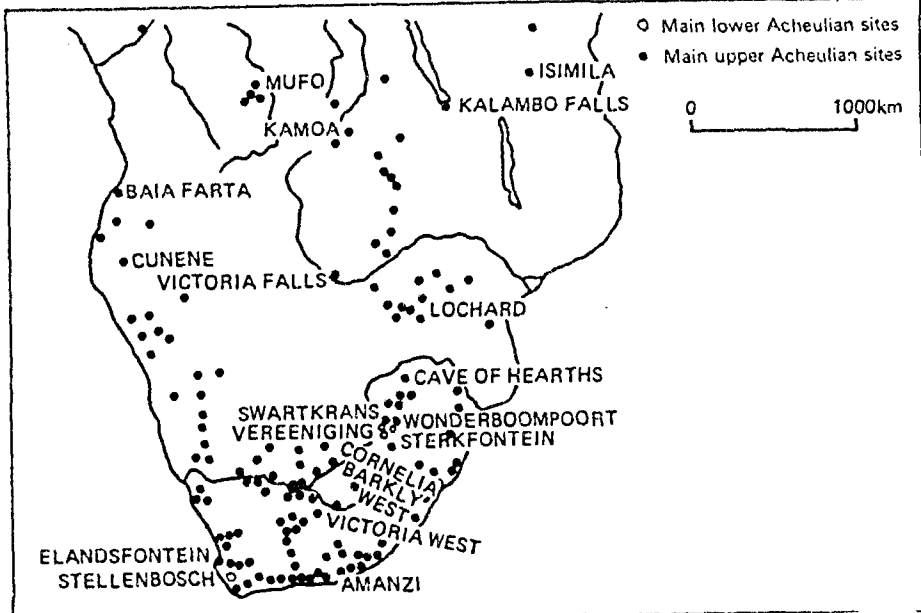 Main lower Acheulian sites
Main upper Acheulian sites
0 1000km
ISIMILA
MUFO
KALAMBO FALLS
KAMOA
BAIA FARTA
CUNENE
VICTORIA FALLS
LOCHARD
CAVE OF HEARTHS
SWARTKRANS
WONDERBOOMPOORT
VEREENIGING
STERKFONTEIN
CORNELIA
BARKLY
WEST
VICTORIA WEST
ELANDSFONTEIN
STELLENBOSCH
AMANZI